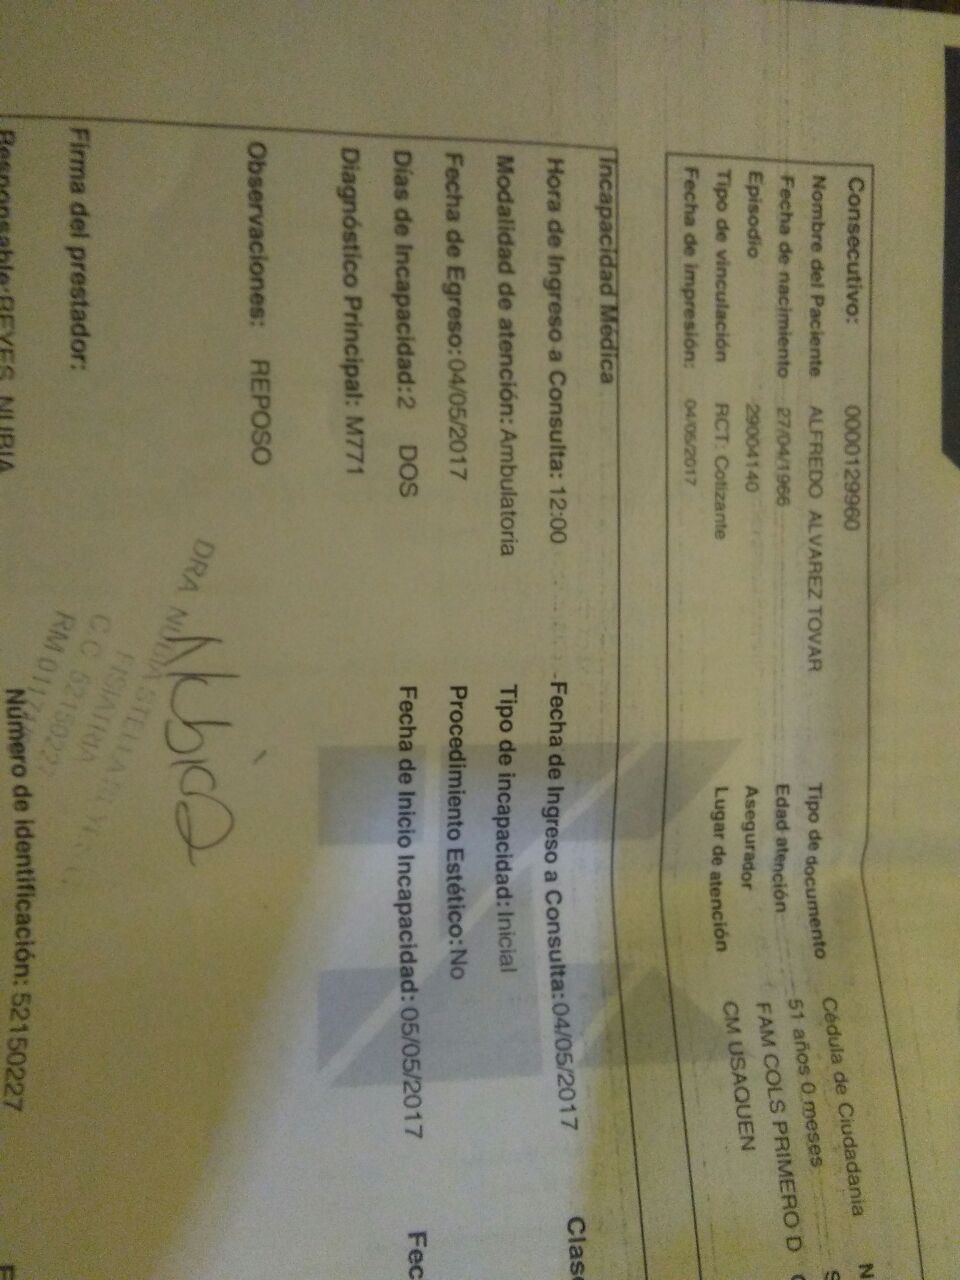 Consecutivo: 0000129960
Nombre del Paciente ALFREDO ALVAREZ TOVAR Tipo de documento Cédula de Ciudadania
Fecha de nacimiento 27/04/1966 Edad atención 51 años 0 meses
Episodio 29004140 Asegurador FAM COLS PRIMERO D
Tipo de vinculación RCT: Cotizante Lugar de atención CM USAQUEN
Fecha de impresión: 04/05/2017
Incapacidad Médica
Hora de Ingreso a Consulta: 12:00 Fecha de Ingreso a Consulta: 04/05/2017
Modalidad de atención: Ambulatoria Tipo de incapacidad: Inicial
Fecha de Egreso: 04/05/2017 Procedimiento Estético: No
Días de Incapacidad: 2 DOS Fecha de Inicio Incapacidad: 05/05/2017 Fec
Diagnóstico Principal: M771
Observaciones: REPOSO
Nubia
DRA
FISIATRIA
C.C 52150227
Firma del prestador:
Responsable: REYES NUBIA Número de identificación: 52150227